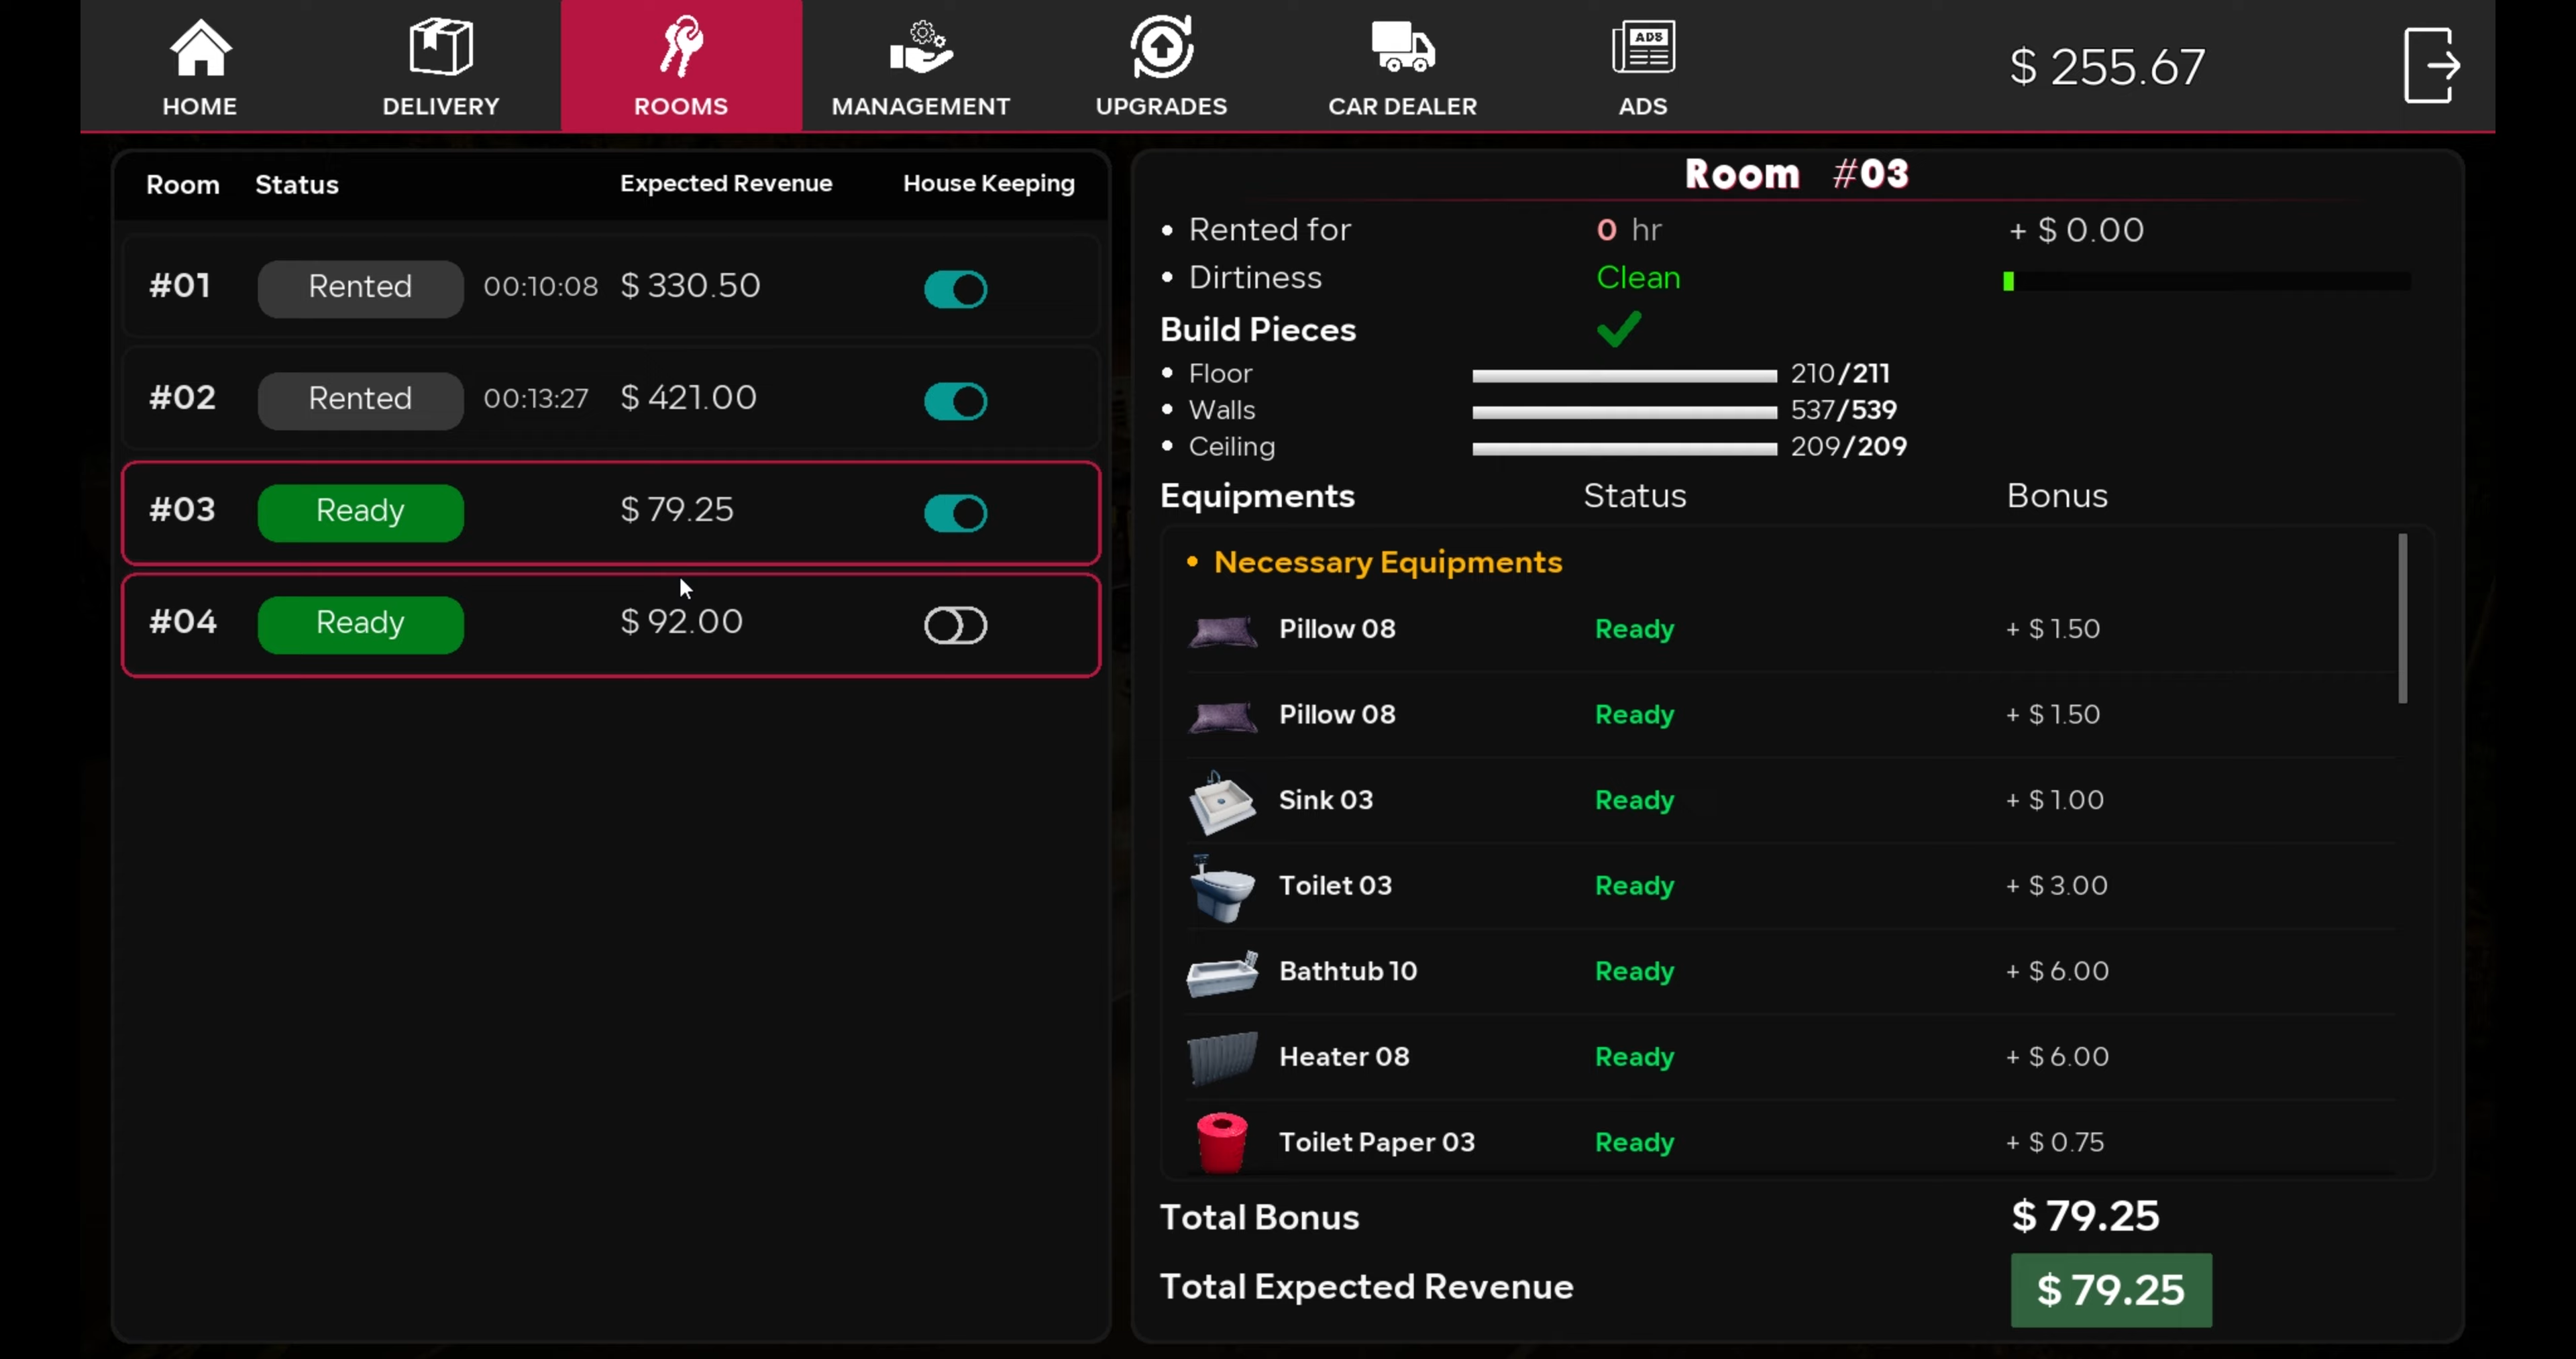 HOME DELIVERY ROOMS MANAGEMENT UPGRADES CAR DEALER ADS $ 255.67
ADS
Room Status Expected Revenue House Keeping
#01 Rented 00:10:08 $ 330.50
#02 Rented 00:13:27 $ 421.00
#03 Ready $ 79.25
#04 Ready $ 92.00
Room #03
• Rented for 0 hr + $ 0.00
• Dirtiness Clean
Build Pieces
• Floor 210/211
• Walls 537/539
• Ceiling 209/209
Equipments Status Bonus
• Necessary Equipments
Pillow 08 Ready + $ 1.50
Pillow 08 Ready + $ 1.50
Sink 03 Ready + $ 1.00
Toilet 03 Ready + $ 3.00
Bathtub 10 Ready + $ 6.00
Heater 08 Ready + $ 6.00
Toilet Paper 03 Ready + $ 0.75
Total Bonus $ 79.25
Total Expected Revenue $ 79.25